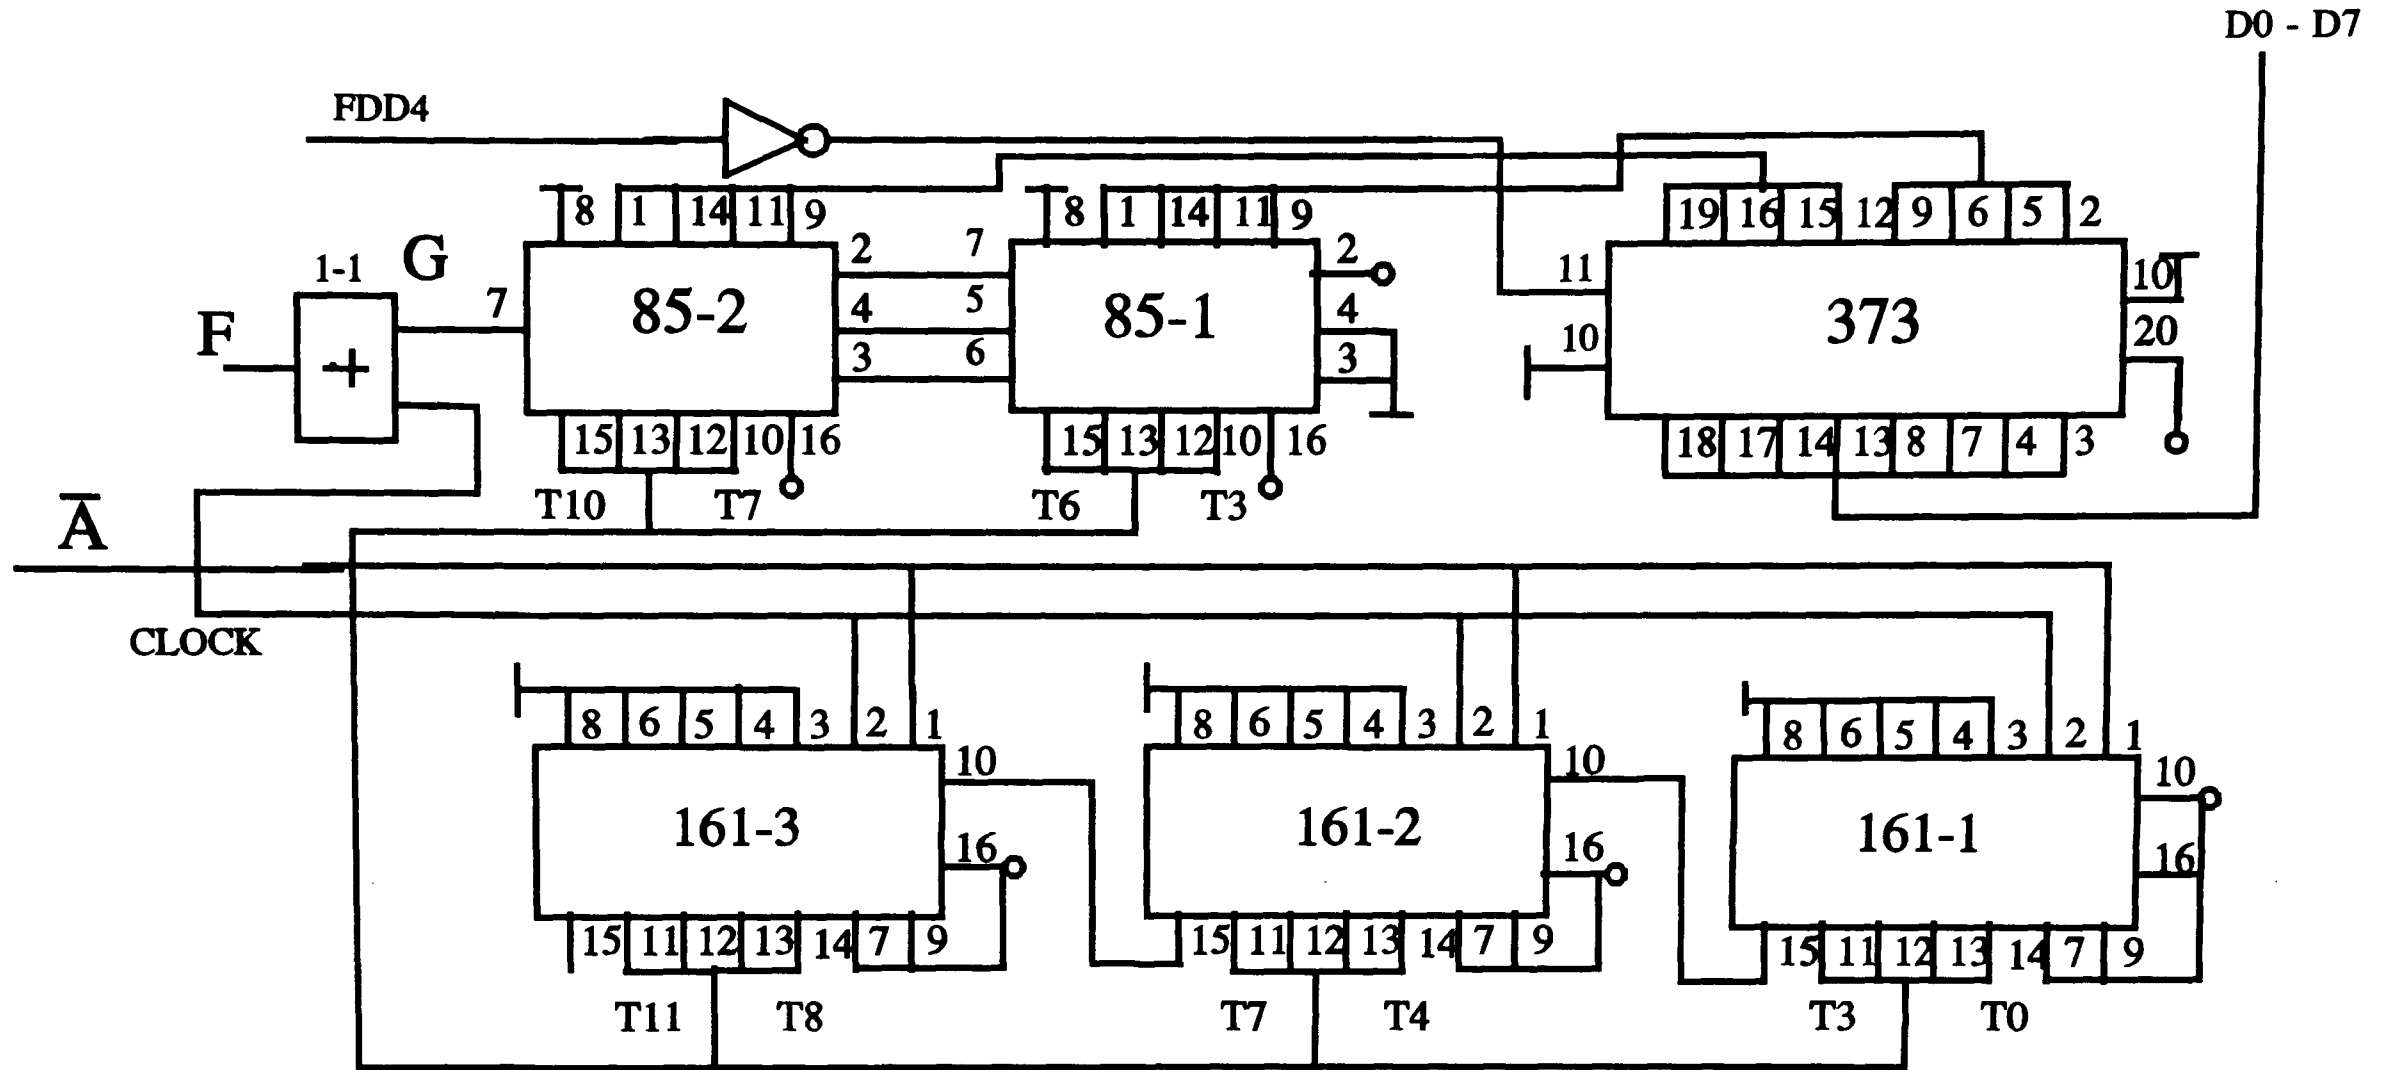 D0 - D7
FDD4
8 1 14 11 9
8 1 14 11 9
19 16 15 12 9 6 5 2
1-1
G
F
+
7
85-2
2
4
3
7
5
6
85-1
2
4
3
11
10
373
10
20
15 13 12 10 16
15 13 12 10 16
18 17 14 13 8 7 4 3
T10 T7
T6 T3
A̅
CLOCK
8 6 5 4 3 2 1
8 6 5 4 3 2 1
8 6 5 4 3 2 1
161-3
10
16
161-2
10
16
161-1
10
16
15 11 12 13 14 7 9
15 11 12 13 14 7 9
15 11 12 13 14 7 9
T11 T8
T7 T4
T3 T0